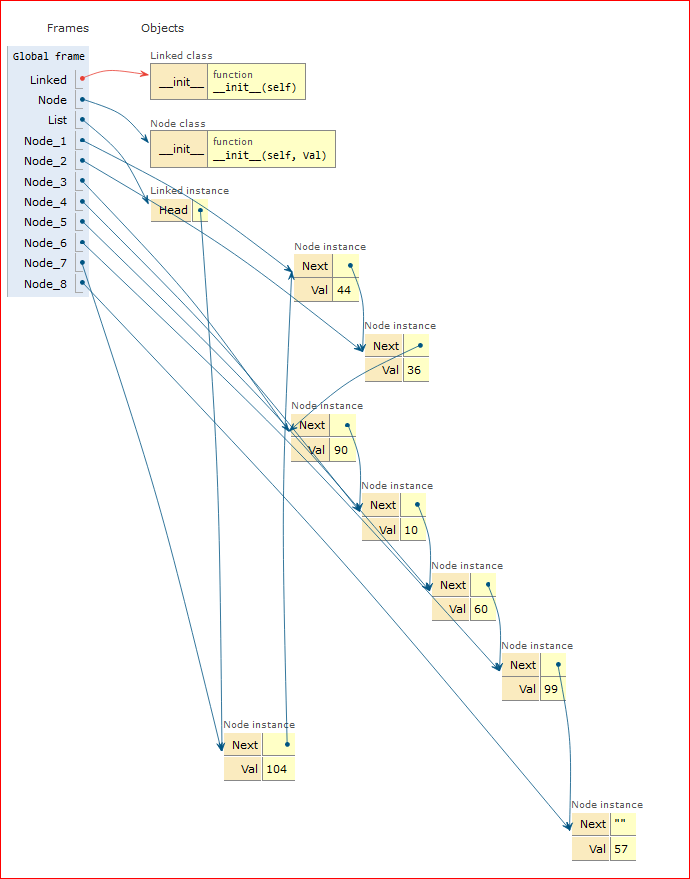 Frames Objects
Global frame
Linked
Node
List
Node_1
Node_2
Node_3
Node_4
Node_5
Node_6
Node_7
Node_8
Linked class
__init__ function
__init__(self)
Node class
__init__ function
__init__(self, Val)
Linked instance
Head
Node instance
Next
Val 44
Node instance
Next
Val 36
Node instance
Next
Val 90
Node instance
Next
Val 10
Node instance
Next
Val 60
Node instance
Next
Val 99
Node instance
Next
Val 104
Node instance
Next ""
Val 57